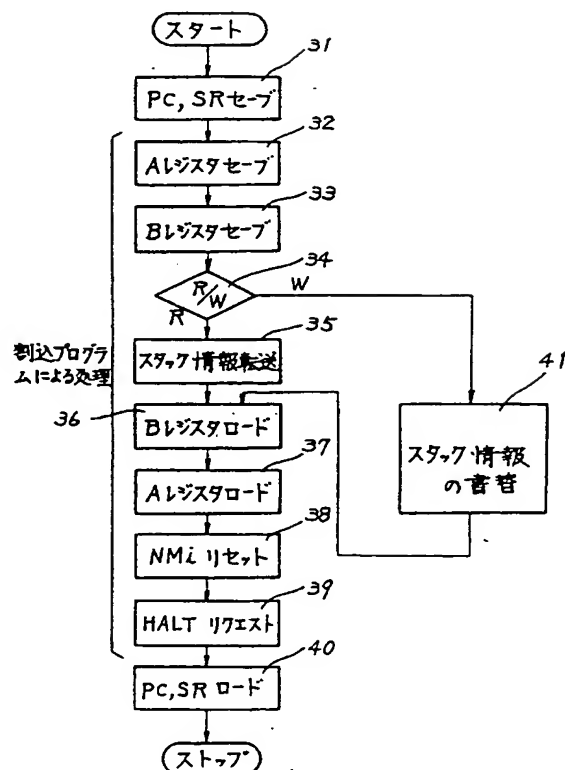 スタート
31
PC, SRセーブ
32
Aレジスタセーブ
33
Bレジスタセーブ
34
R/W
W
R
35
スタック情報転送
割込プログラ
ムによる処理
36
Bレジスタロード
37
Aレジスタロード
38
NMi リセット
39
HALT リクエスト
40
PC, SR ロード
ストップ
41
スタック情報
の書替